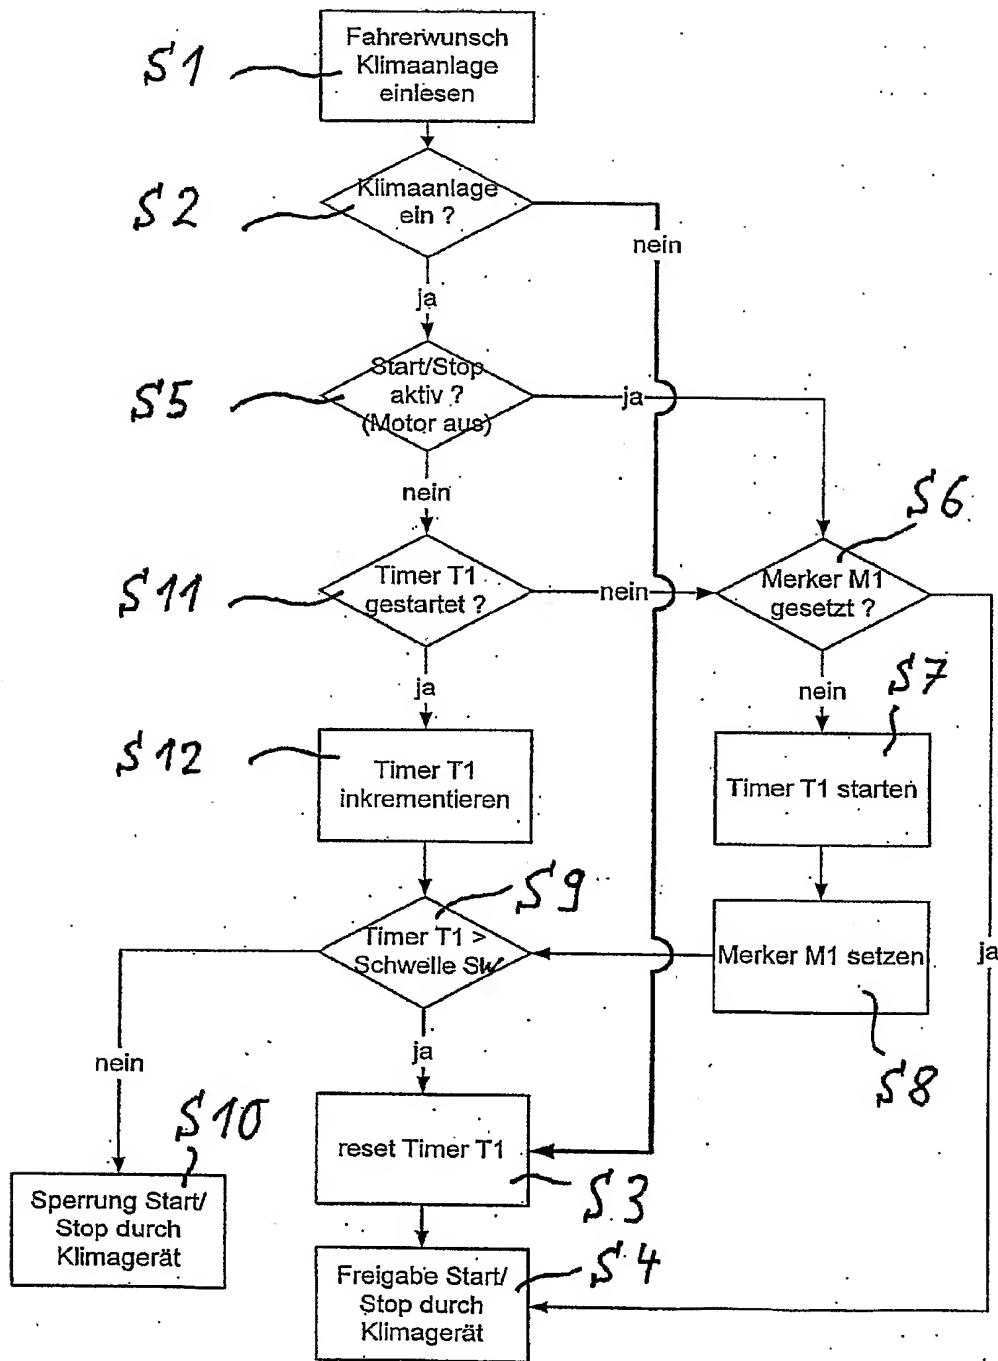 S1
Fahrerwunsch
Klimaanlage
einlesen
S2
Klimaanlage
ein ?
nein
ja
S5
Start/Stop
aktiv ?
(Motor aus)
ja
nein
S6
S11
Timer T1
gestartet ?
nein
Merker M1
gesetzt ?
ja
nein
S7
S12
Timer T1
inkrementieren
Timer T1 starten
S9
Timer T1 >
Schwelle SW
Merker M1 setzen
ja
nein
ja
S8
S10
reset Timer T1
S3
Sperrung Start/
Stop durch
Klimagerät
S4
Freigabe Start/
Stop durch
Klimagerät